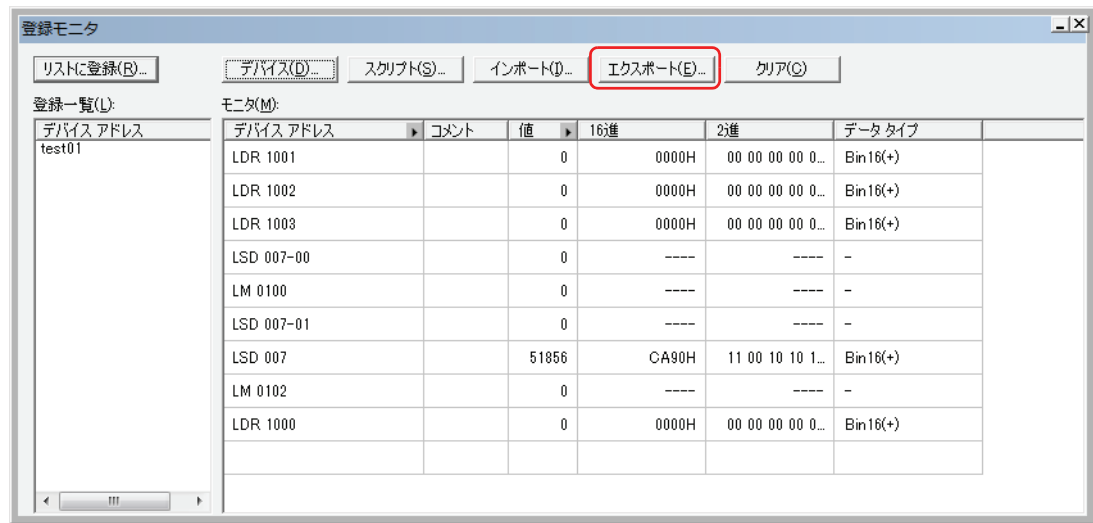 登録モニタ
リストに登録(R)... デバイス(D)... スクリプト(S)... インポート(I)... エクスポート(E)... クリア(C)
登録一覧(L): モニタ(M):
デバイス アドレス デバイス アドレス コメント 値 16進 2進 データ タイプ
test01
LDR 1001 0 0000H 00 00 00 00 0... Bin16(+)
LDR 1002 0 0000H 00 00 00 00 0... Bin16(+)
LDR 1003 0 0000H 00 00 00 00 0... Bin16(+)
LSD 007-00 0 ---- ---- -
LM 0100 0 ---- ---- -
LSD 007-01 0 ---- ---- -
LSD 007 51856 CA90H 11 00 10 10 1... Bin16(+)
LM 0102 0 ---- ---- -
LDR 1000 0 0000H 00 00 00 00 0... Bin16(+)